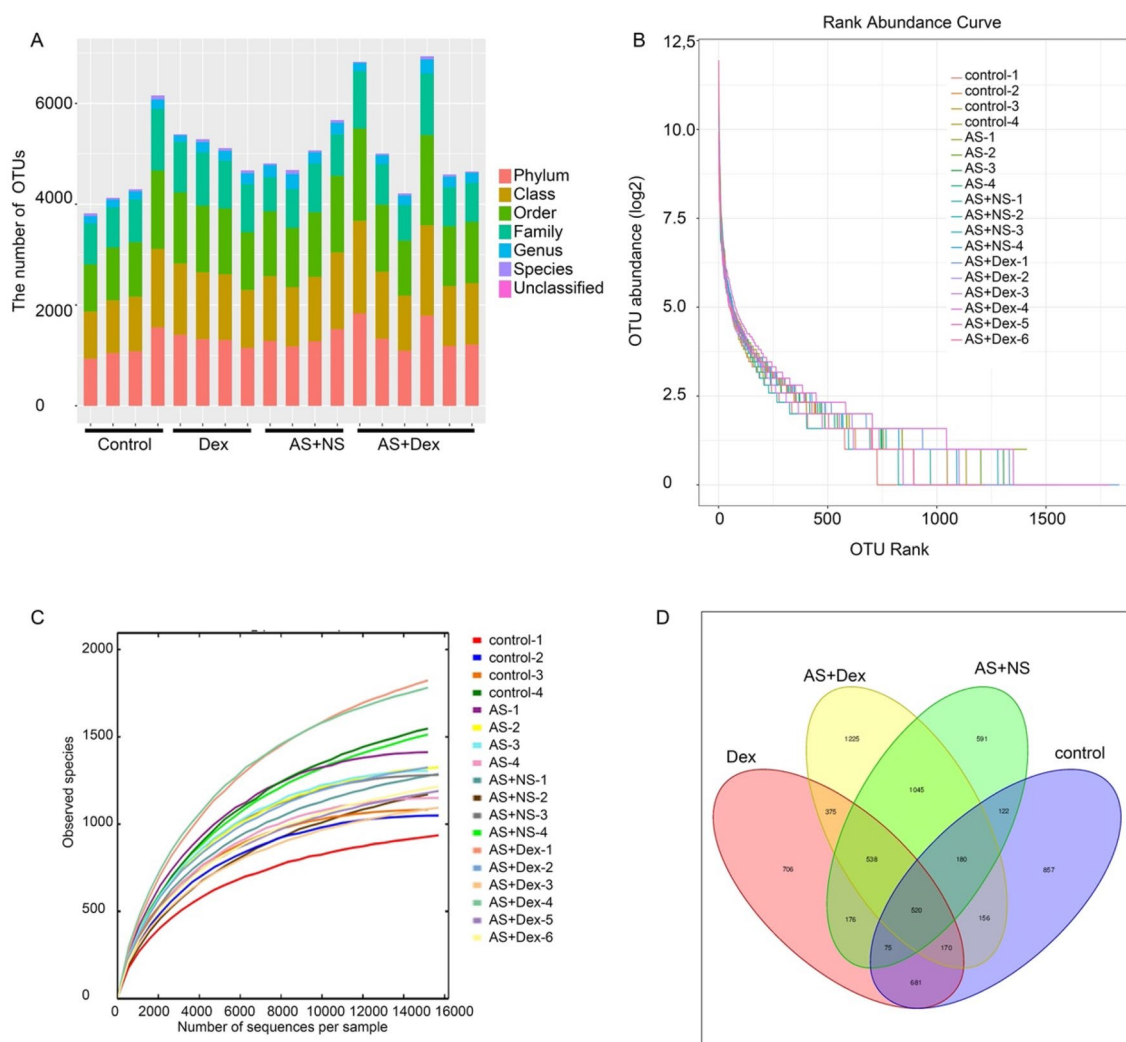 A
The number of OTUs
6000
4000
2000
0
Control
Dex
AS+NS
AS+Dex
Phylum
Class
Order
Family
Genus
Species
Unclassified
B
Rank Abundance Curve
OTU abundance (log2)
12.5
10.0
7.5
5.0
2.5
0
0
500
1000
1500
OTU Rank
control-1
control-2
control-3
control-4
AS-1
AS-2
AS-3
AS-4
AS+NS-1
AS+NS-2
AS+NS-3
AS+NS-4
AS+Dex-1
AS+Dex-2
AS+Dex-3
AS+Dex-4
AS+Dex-5
AS+Dex-6
C
Observed species
2000
1500
1000
500
0
0 2000 4000 6000 8000 10000 12000 14000 16000
Number of sequences per sample
control-1
control-2
control-3
control-4
AS-1
AS-2
AS-3
AS-4
AS+NS-1
AS+NS-2
AS+NS-3
AS+NS-4
AS+Dex-1
AS+Dex-2
AS+Dex-3
AS+Dex-4
AS+Dex-5
AS+Dex-6
D
AS+Dex
AS+NS
Dex
control
1225
591
1045
375
122
538
180
706
857
520
176
156
75
170
681